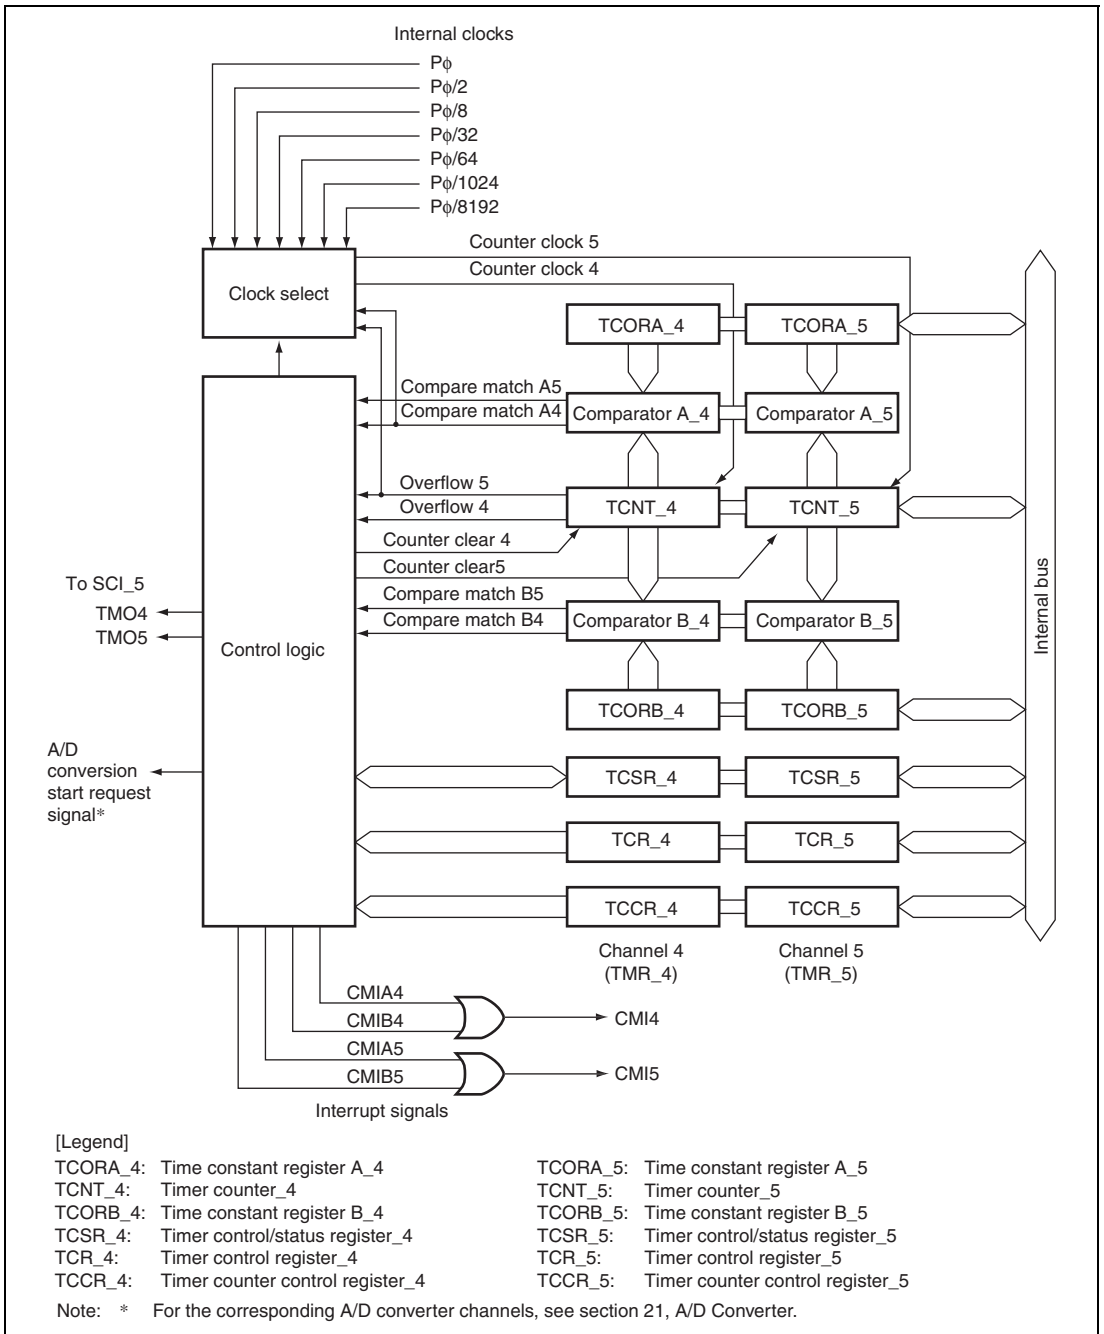 Internal clocks
Pϕ
Pϕ/2
Pϕ/8
Pϕ/32
Pϕ/64
Pϕ/1024
Pϕ/8192
Counter clock 5
Counter clock 4
Clock select
TCORA_4
TCORA_5
Compare match A5
Compare match A4
Comparator A_4
Comparator A_5
Overflow 5
Overflow 4
TCNT_4
TCNT_5
Counter clear 4
Counter clear5
To SCI_5
TMO4
TMO5
Compare match B5
Compare match B4
Comparator B_4
Comparator B_5
Control logic
Internal bus
TCORB_4
TCORB_5
A/D
conversion
start request
signal*
TCSR_4
TCSR_5
TCR_4
TCR_5
TCCR_4
TCCR_5
Channel 4
(TMR_4)
Channel 5
(TMR_5)
CMIA4
CMIB4
CMI4
CMIA5
CMIB5
CMI5
Interrupt signals
[Legend]
TCORA_4: Time constant register A_4
TCNT_4: Timer counter_4
TCORB_4: Time constant register B_4
TCSR_4: Timer control/status register_4
TCR_4: Timer control register_4
TCCR_4: Timer counter control register_4
TCORA_5: Time constant register A_5
TCNT_5: Timer counter_5
TCORB_5: Time constant register B_5
TCSR_5: Timer control/status register_5
TCR_5: Timer control register_5
TCCR_5: Timer counter control register_5
Note: * For the corresponding A/D converter channels, see section 21, A/D Converter.